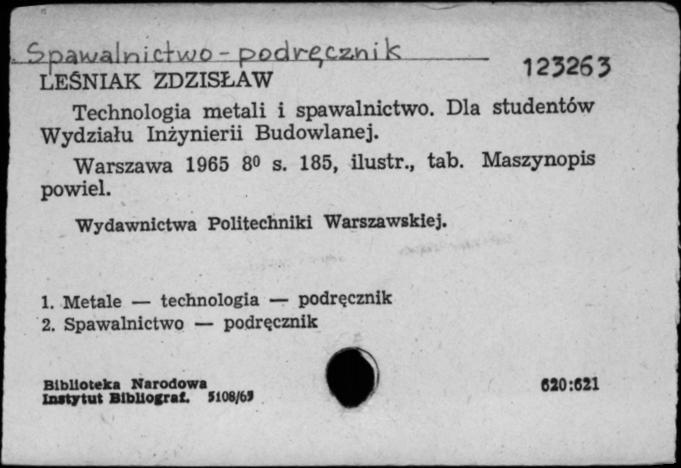 Spawalnictwo - podręcznik
123263
LEŚNIAK ZDZISŁAW
Technologia metali i spawalnictwo. Dla studentów
Wydziału Inżynierii Budowlanej.
Warszawa 1965 8⁰ s. 185, ilustr., tab. Maszynopis
powiel.
Wydawnictwa Politechniki Warszawskiej.
1. Metale — technologia — podręcznik
2. Spawalnictwo — podręcznik
Biblioteka Narodowa
Instytut Bibliograf. 5108/65
620:621